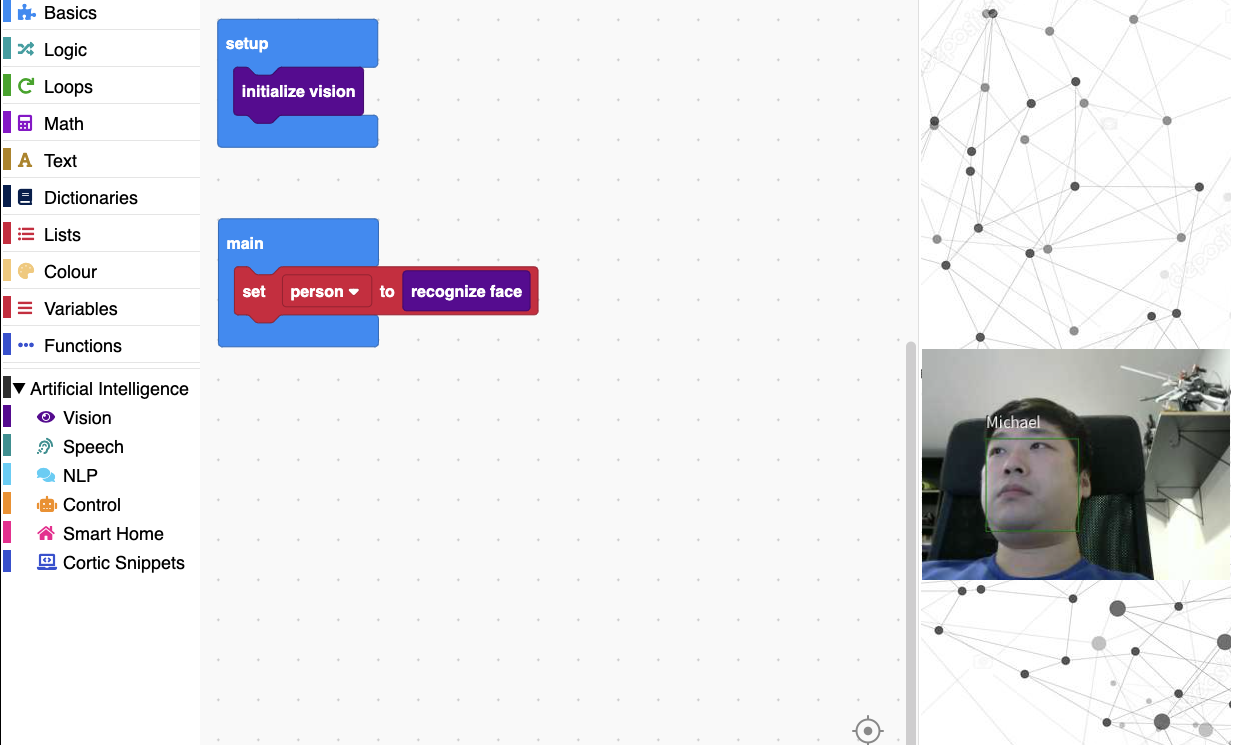 Basics
Logic
Loops
Math
Text
Dictionaries
Lists
Colour
Variables
Functions
Artificial Intelligence
Vision
Speech
NLP
Control
Smart Home
Cortic Snippets
setup
initialize vision
main
set person to recognize face
Michael